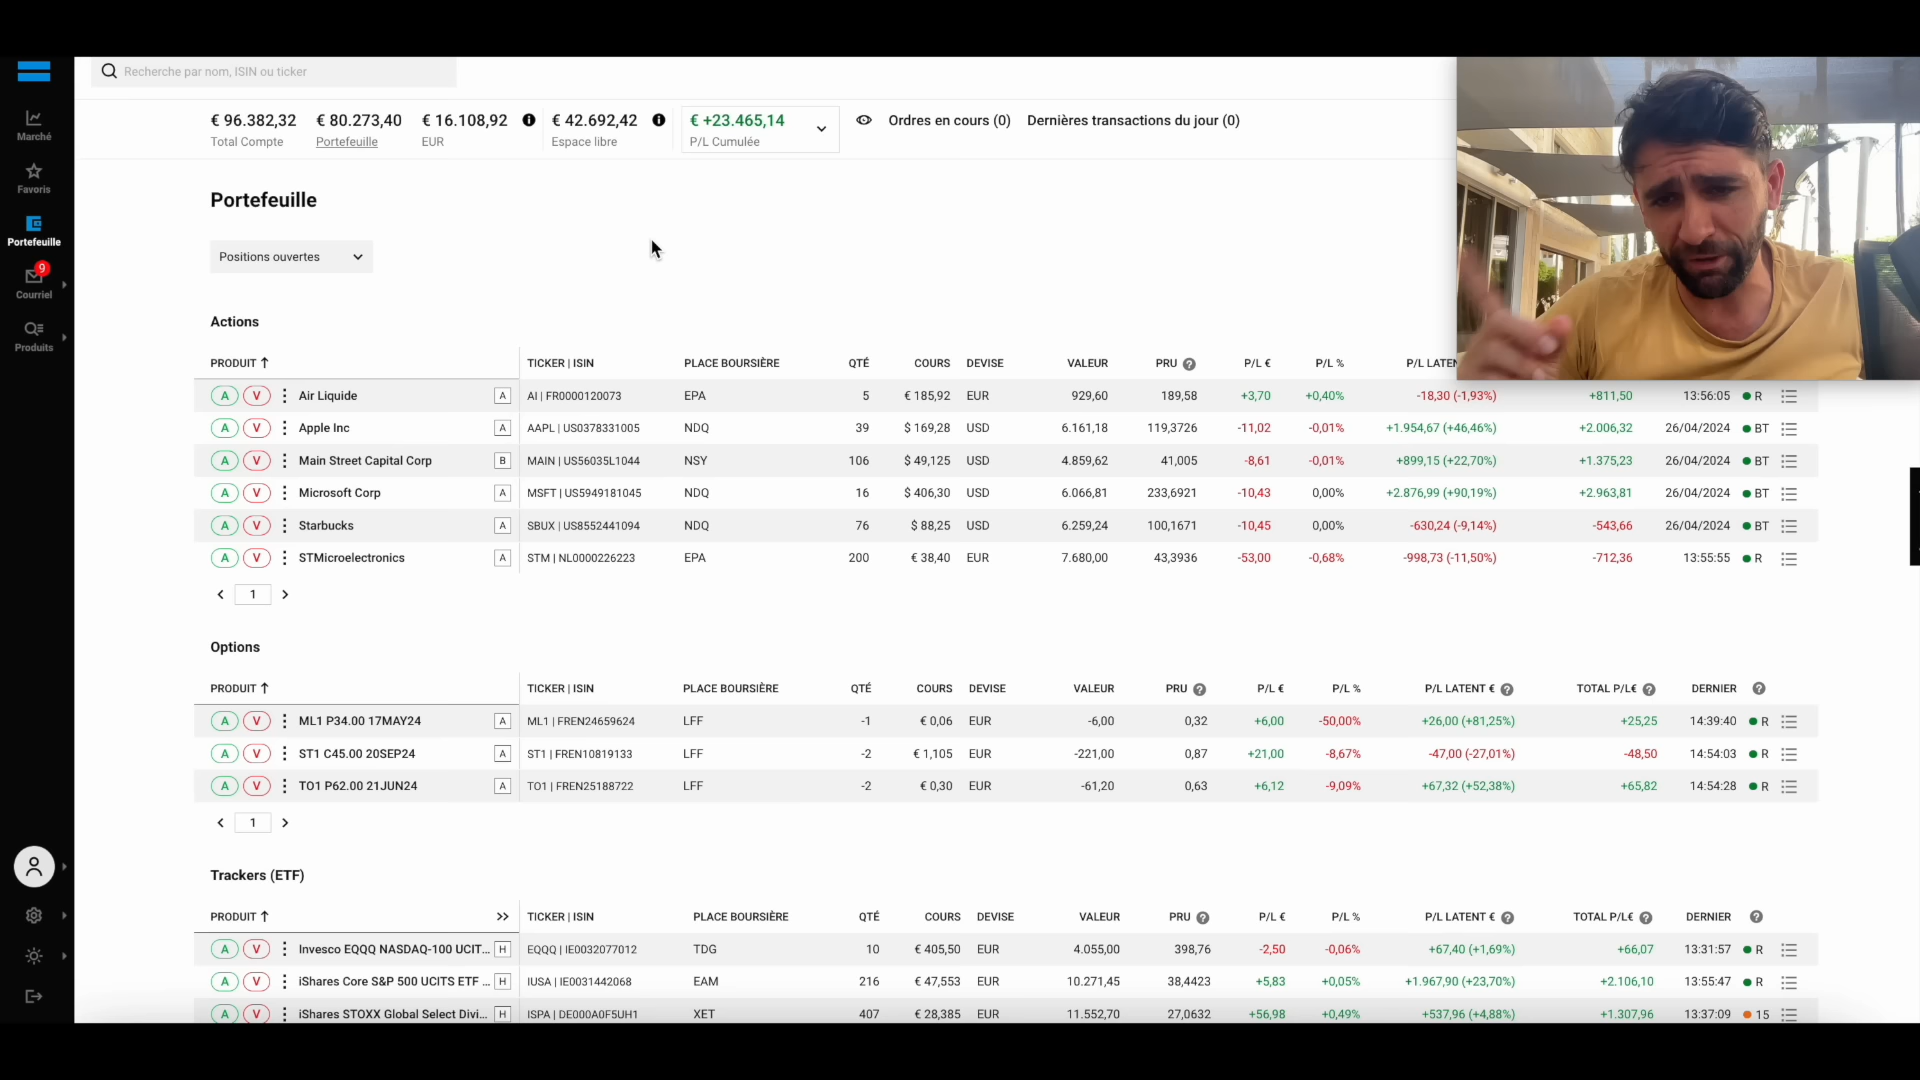 Recherche par nom, ISIN ou ticker
Marché
Favoris
Portefeuille
9
Courriel
Produits
€ 96.382,32 € 80.273,40 € 16.108,92 € 42.692,42 € +23.465,14 Ordres en cours (0) Dernières transactions du jour (0)
Total Compte Portefeuille EUR Espace libre P/L Cumulée
Portefeuille
Positions ouvertes
Actions
PRODUIT ↑ TICKER | ISIN PLACE BOURSIÈRE QTÉ COURS DEVISE VALEUR PRU ? P/L € P/L % P/L LATEN
A V Air Liquide A AI | FR0000120073 EPA 5 € 185,92 EUR 929,60 189,58 +3,70 +0,40% -18,30 (-1,93%) +811,50 13:56:05 R
A V Apple Inc A AAPL | US0378331005 NDQ 39 $ 169,28 USD 6.161,18 119,3726 -11,02 -0,01% +1.954,67 (+46,46%) +2.006,32 26/04/2024 BT
A V Main Street Capital Corp B MAIN | US56035L1044 NSY 106 $ 49,125 USD 4.859,62 41,005 -8,61 -0,01% +899,15 (+22,70%) +1.375,23 26/04/2024 BT
A V Microsoft Corp A MSFT | US5949181045 NDQ 16 $ 406,30 USD 6.066,81 233,6921 -10,43 0,00% +2.876,99 (+90,19%) +2.963,81 26/04/2024 BT
A V Starbucks A SBUX | US8552441094 NDQ 76 $ 88,25 USD 6.259,24 100,1671 -10,45 0,00% -630,24 (-9,14%) -543,66 26/04/2024 BT
A V STMicroelectronics A STM | NL0000226223 EPA 200 € 38,40 EUR 7.680,00 43,3936 -53,00 -0,68% -998,73 (-11,50%) -712,36 13:55:55 R
1
Options
PRODUIT ↑ TICKER | ISIN PLACE BOURSIÈRE QTÉ COURS DEVISE VALEUR PRU ? P/L € P/L % P/L LATENT € ? TOTAL P/L€ ? DERNIER ?
A V ML1 P34.00 17MAY24 A ML1 | FREN24659624 LFF -1 € 0,06 EUR -6,00 0,32 +6,00 -50,00% +26,00 (+81,25%) +25,25 14:39:40 R
A V ST1 C45.00 20SEP24 A ST1 | FREN10819133 LFF -2 € 1,105 EUR -221,00 0,87 +21,00 -8,67% -47,00 (-27,01%) -48,50 14:54:03 R
A V TO1 P62.00 21JUN24 A TO1 | FREN25188722 LFF -2 € 0,30 EUR -61,20 0,63 +6,12 -9,09% +67,32 (+52,38%) +65,82 14:54:28 R
1
Trackers (ETF)
PRODUIT ↑ >> TICKER | ISIN PLACE BOURSIÈRE QTÉ COURS DEVISE VALEUR PRU ? P/L € P/L % P/L LATENT € ? TOTAL P/L€ ? DERNIER ?
A V Invesco EQQQ NASDAQ-100 UCIT... H EQQQ | IE0032077012 TDG 10 € 405,50 EUR 4.055,00 398,76 -2,50 -0,06% +67,40 (+1,69%) +66,07 13:31:57 R
A V iShares Core S&P 500 UCITS ETF ... H IUSA | IE0031442068 EAM 216 € 47,553 EUR 10.271,45 38,4423 +5,83 +0,05% +1.967,90 (+23,70%) +2.106,10 13:55:47 R
A V iShares STOXX Global Select Divi... H ISPA | DE000A0F5UH1 XET 407 € 28,385 EUR 11.552,70 27,0632 +56,98 +0,49% +537,96 (+4,88%) +1.307,96 13:37:09 15